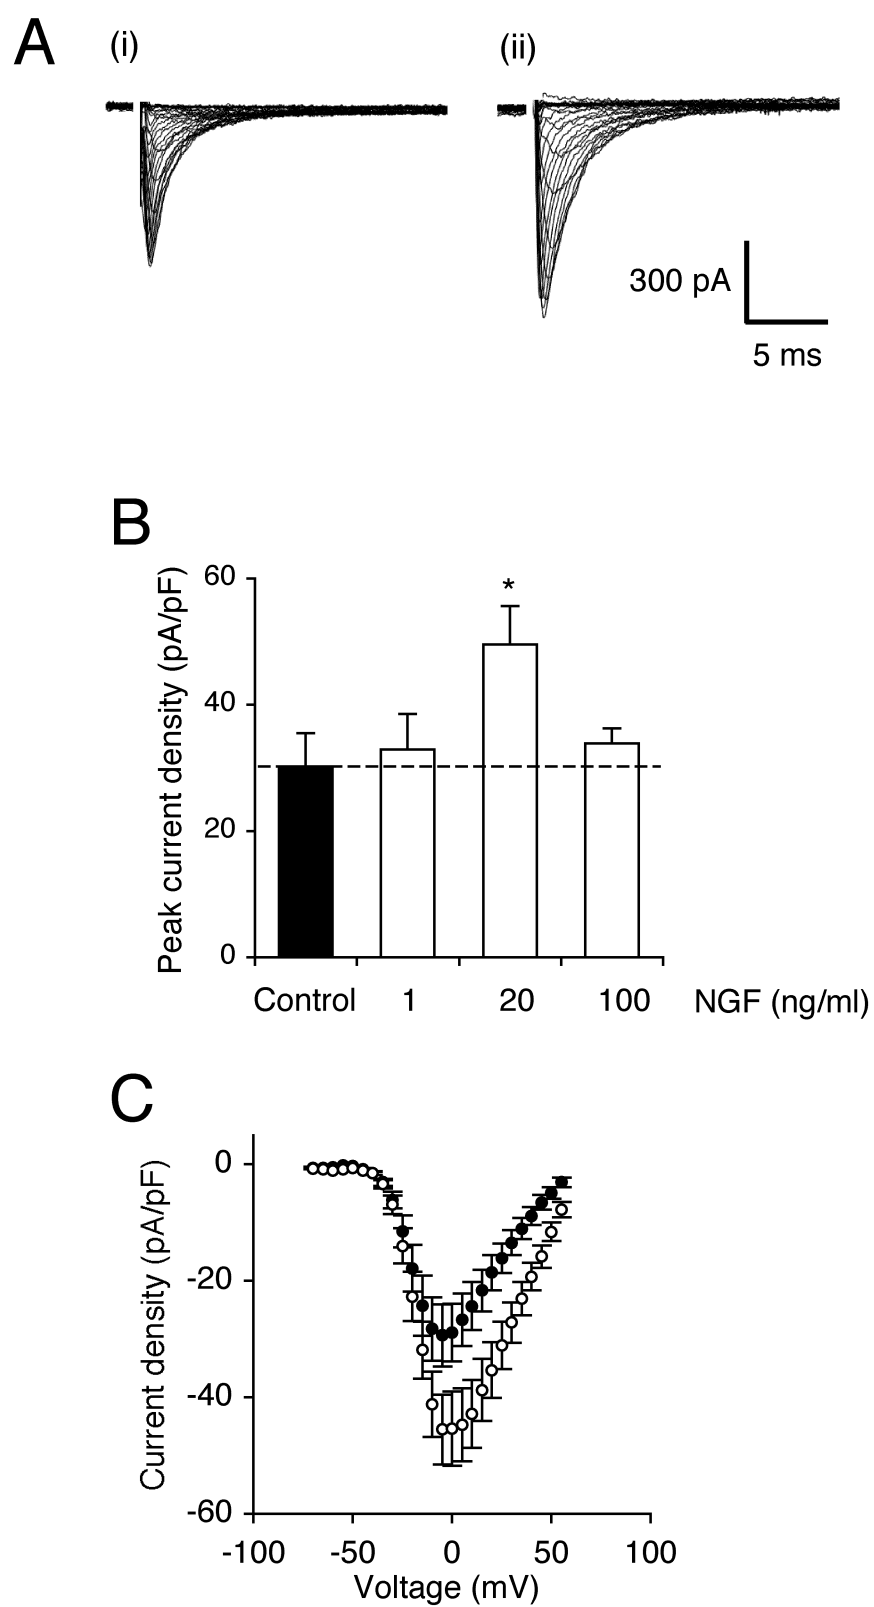 A
(i)
(ii)
300 pA
5 ms
B
Peak current density (pA/pF)
60
*
40
20
0
Control 1 20 100 NGF (ng/ml)
C
Current density (pA/pF)
0
-20
-40
-60
-100 -50 0 50 100
Voltage (mV)